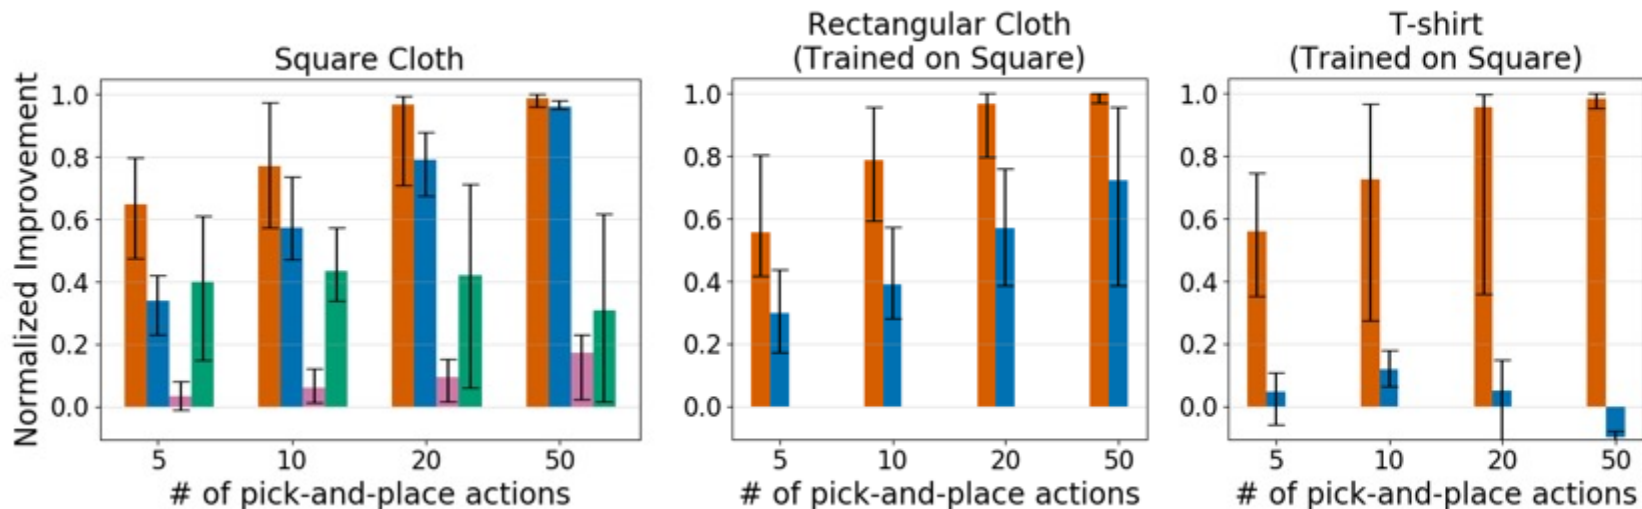 Square Cloth
Normalized Improvement
1.0
0.8
0.6
0.4
0.2
0.0
5 10 20 50
# of pick-and-place actions
Rectangular Cloth
(Trained on Square)
1.0
0.8
0.6
0.4
0.2
0.0
5 10 20 50
# of pick-and-place actions
T-shirt
(Trained on Square)
1.0
0.8
0.6
0.4
0.2
0.0
5 10 20 50
# of pick-and-place actions